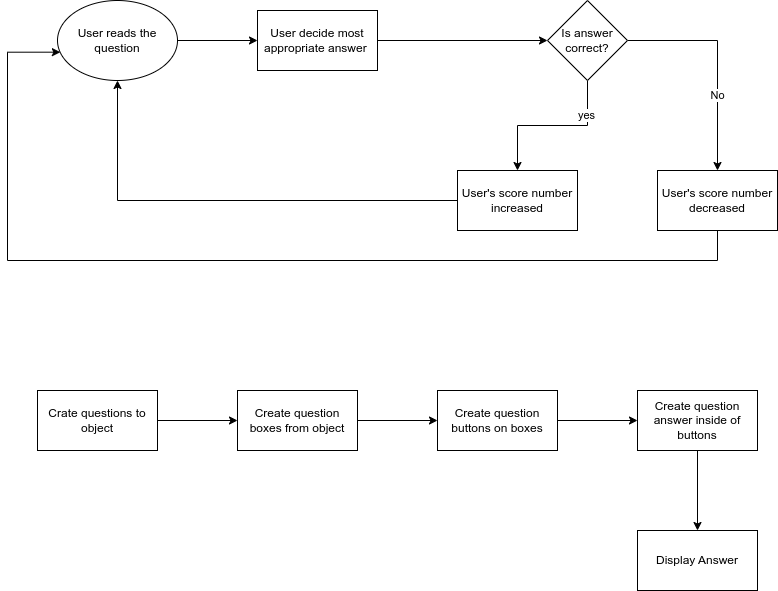 User reads the
question
User decide most
appropriate answer
Is answer
correct?
No
yes
User's score number
increased
User's score number
decreased
Crate questions to
object
Create question
boxes from object
Create question
buttons on boxes
Create question
answer inside of
buttons
Display Answer